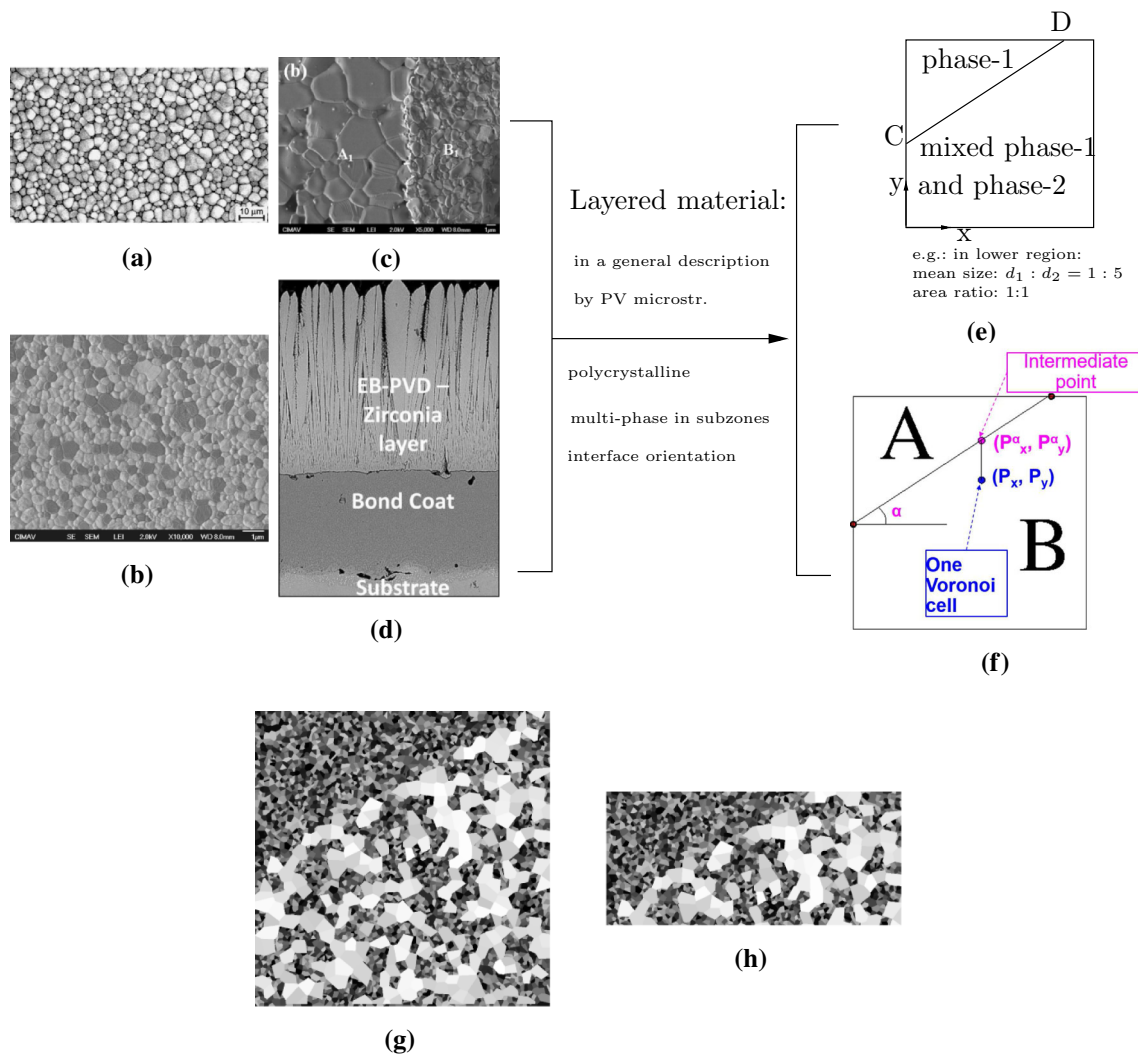 10 μm
(a)
(b)
A₁
B₁
CIMAV SE SEM LEI 2.0kV X5,000 WD 8.0mm 1μm
(c)
CIMAV SE SEM LEI 2.0kV X10,000 WD 8.0mm 1μm
(b)
EB-PVD –
Zirconia
layer
Bond Coat
Substrate
(d)
Layered material:
in a general description
by PV microstr.
polycrystalline
multi-phase in subzones
interface orientation
D
phase-1
C
mixed phase-1
y and phase-2
x
e.g.: in lower region:
mean size: d₁ : d₂ = 1 : 5
area ratio: 1:1
(e)
Intermediate
point
A
(Pᵅₓ, Pᵅᵧ)
(Pₓ, Pᵧ)
α
B
One
Voronoi
cell
(f)
(g)
(h)